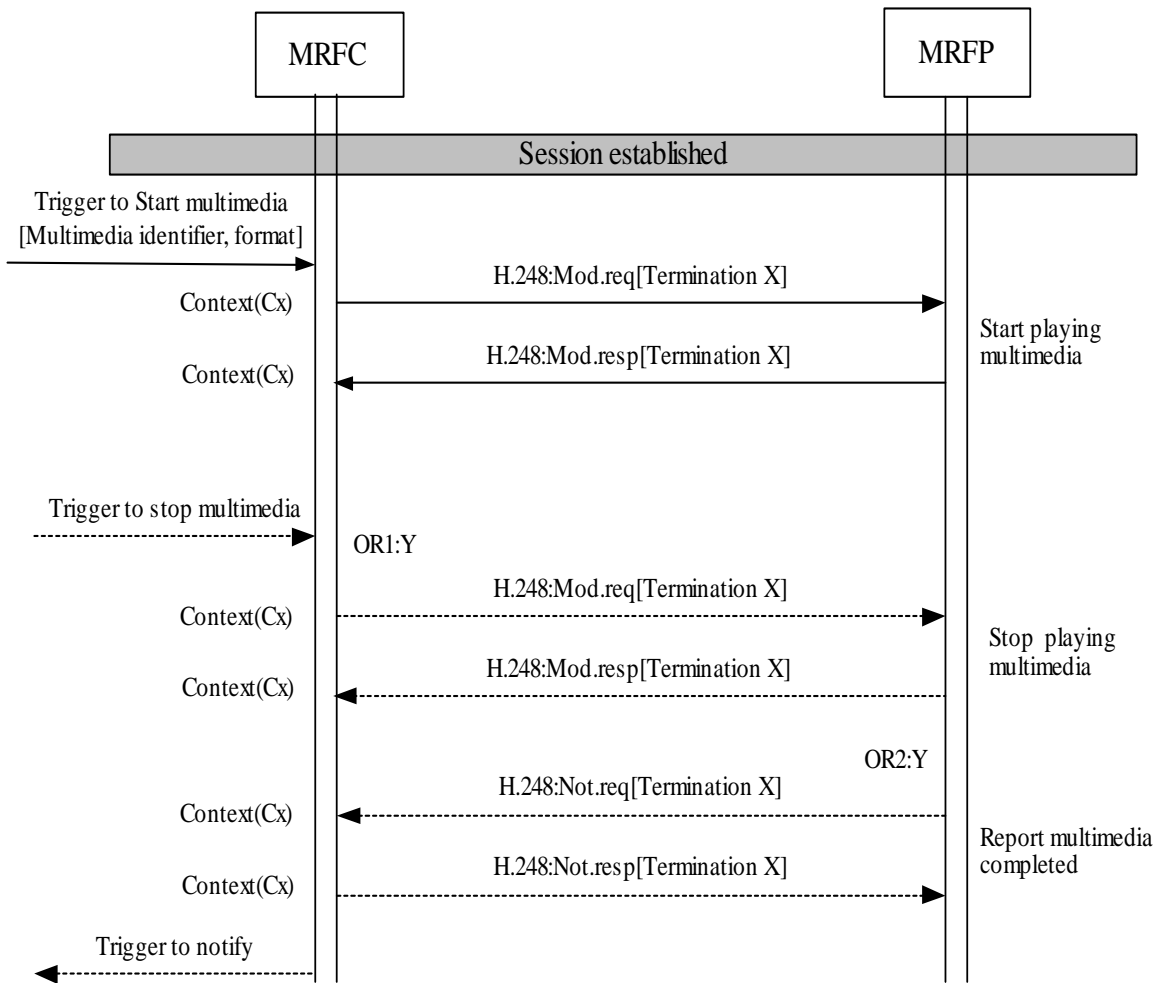 MRFC
MRFP
Session established
Trigger to Start multimedia
[Multimedia identifier, format]
H.248:Mod.req[Termination X]
Context(Cx)
Start playing
multimedia
H.248:Mod.resp[Termination X]
Context(Cx)
Trigger to stop multimedia
OR1:Y
H.248:Mod.req[Termination X]
Context(Cx)
Stop playing
multimedia
H.248:Mod.resp[Termination X]
Context(Cx)
OR2:Y
H.248:Not.req[Termination X]
Context(Cx)
Report multimedia
completed
H.248:Not.resp[Termination X]
Context(Cx)
Trigger to notify